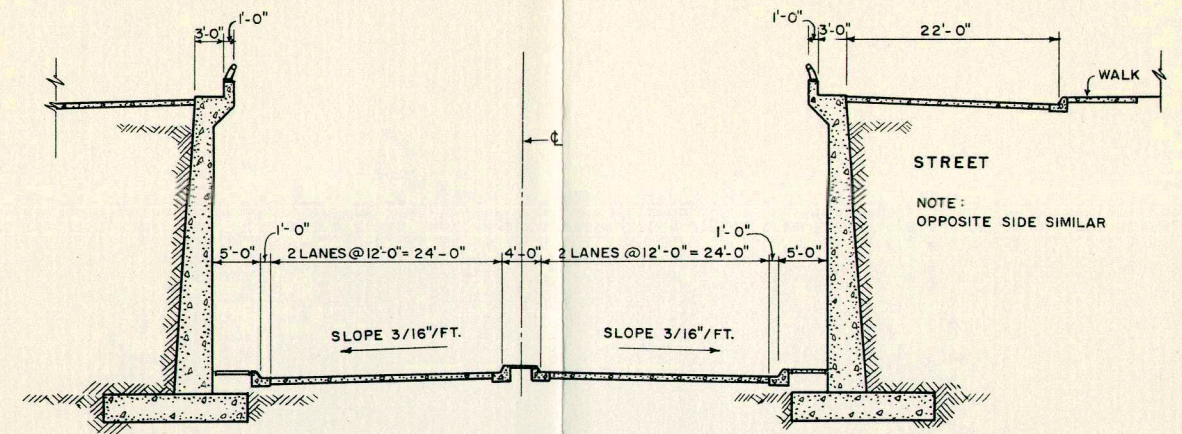 1'-0"
3'-0"
1'-0"
3'-0"
22'-0"
WALK
℄
STREET
NOTE:
OPPOSITE SIDE SIMILAR
1'-0"
1'-0"
5'-0"
2 LANES @ 12'-0" = 24'-0"
4'-0"
2 LANES @ 12'-0" = 24'-0"
5'-0"
SLOPE 3/16"/FT.
SLOPE 3/16"/FT.